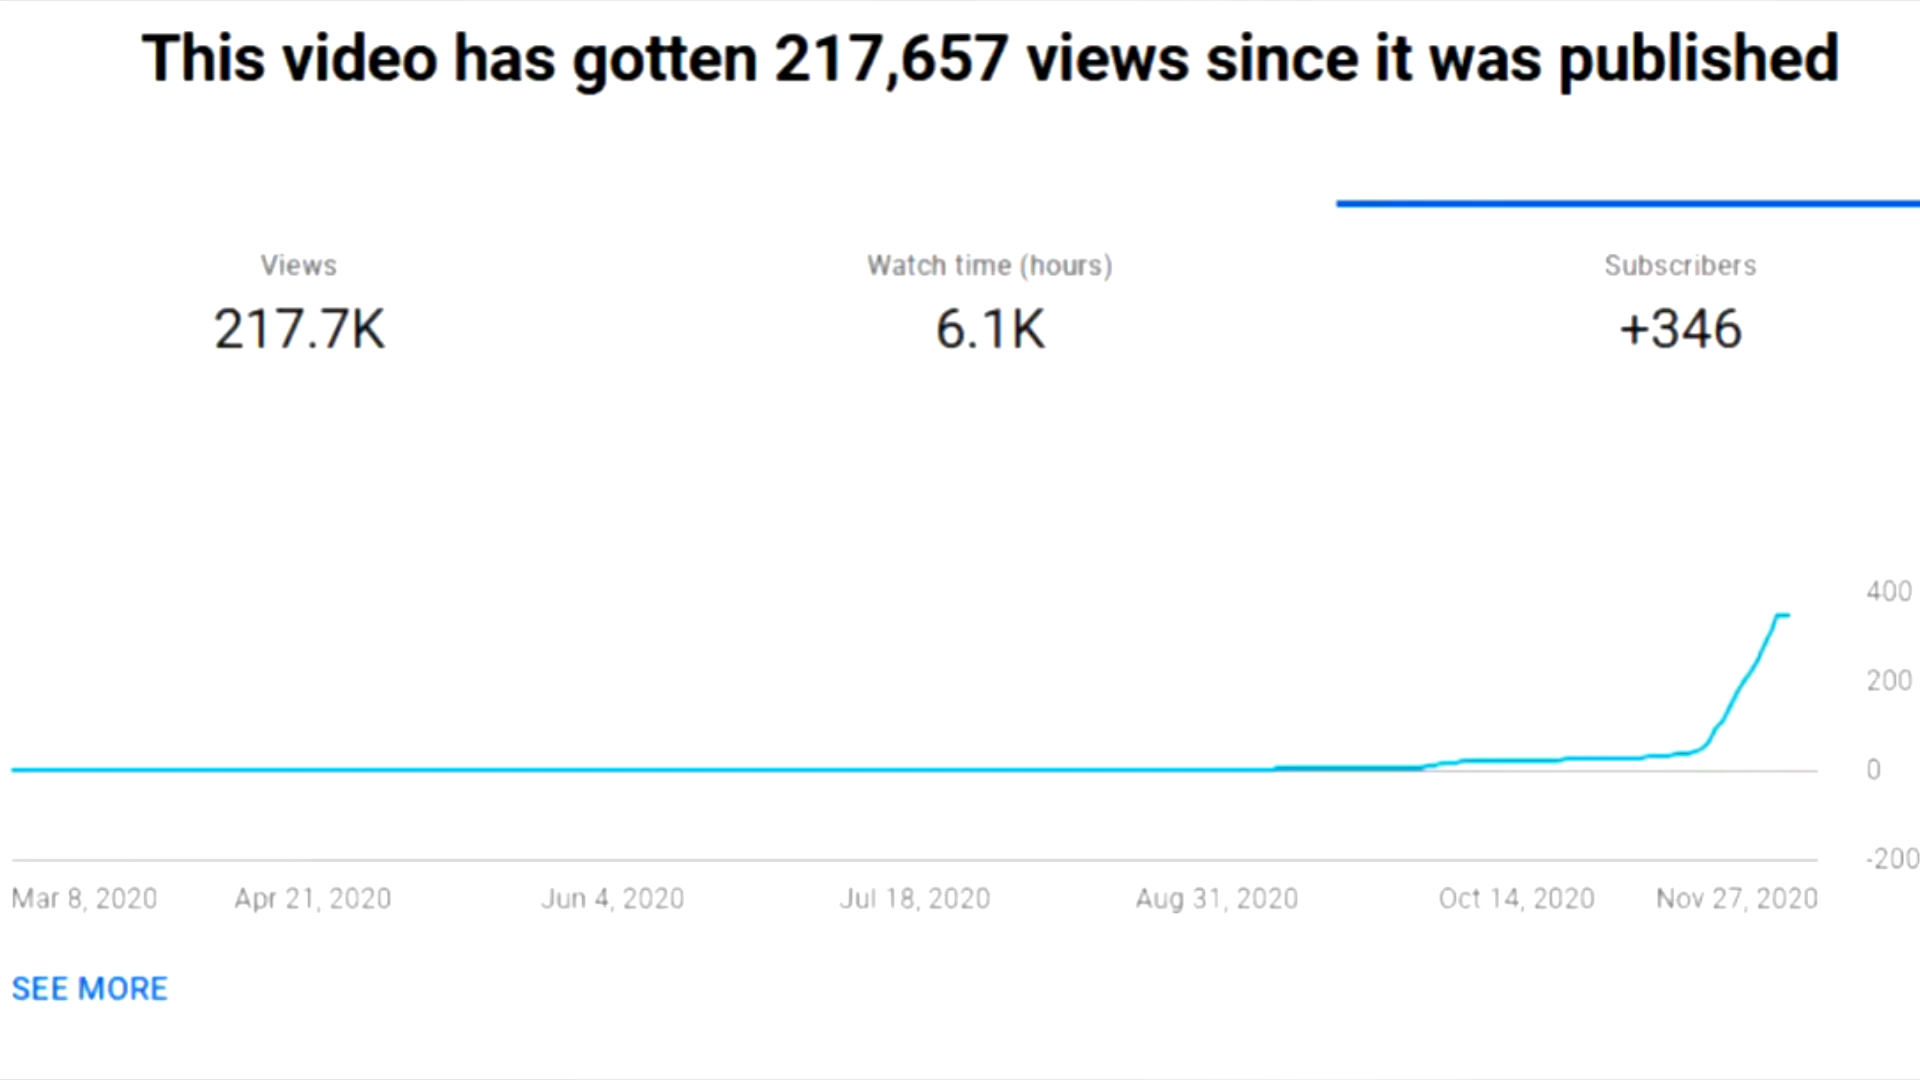 This video has gotten 217,657 views since it was published
Views
217.7K
Watch time (hours)
6.1K
Subscribers
+346
400
200
0
-200
Mar 8, 2020
Apr 21, 2020
Jun 4, 2020
Jul 18, 2020
Aug 31, 2020
Oct 14, 2020
Nov 27, 2020
SEE MORE